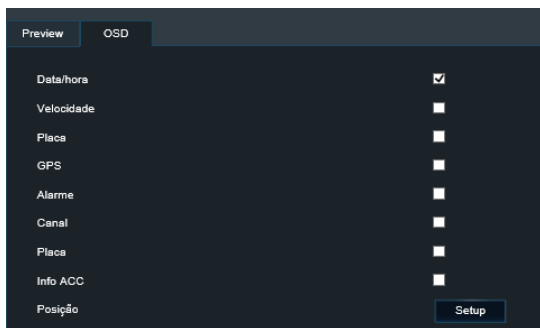 Preview OSD
Data/hora
Velocidade
Placa
GPS
Alarme
Canal
Placa
Info ACC
Posição Setup